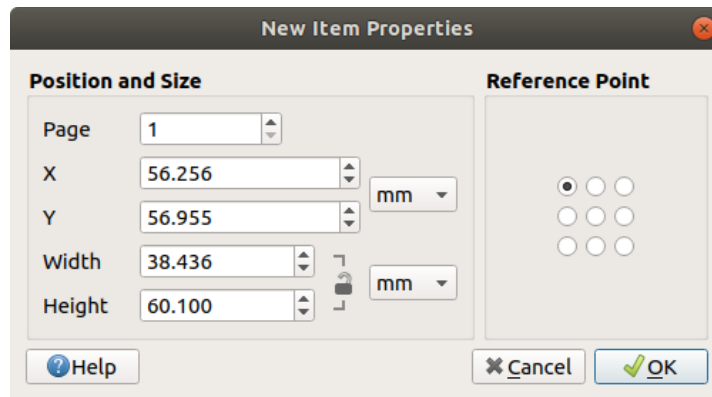 New Item Properties
Position and Size
Reference Point
Page 1
X 56.256
mm
Y 56.955
Width 38.436
mm
Height 60.100
Help
Cancel
OK